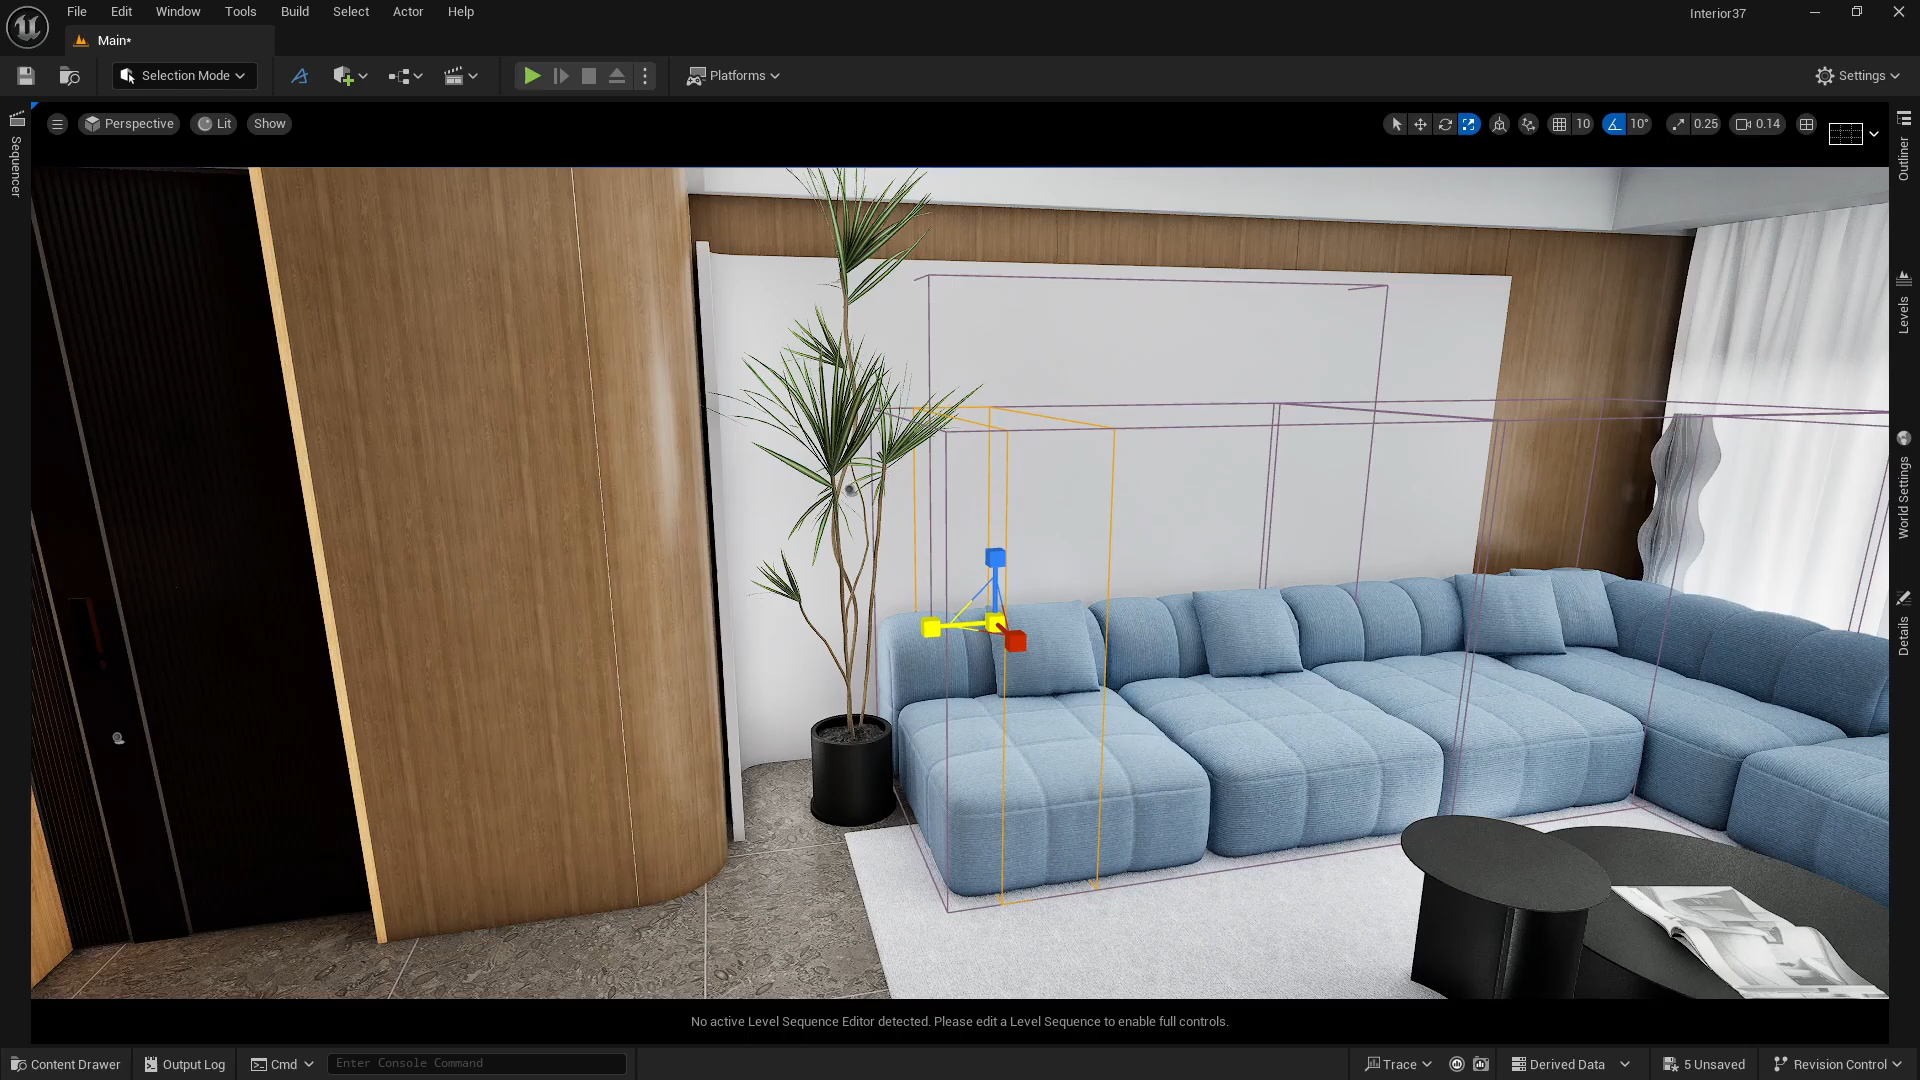 File Edit Window Tools Build Select Actor Help
Interior37
Main*
Selection Mode
Platforms
Settings
Perspective
Lit
Show
10
10°
0.25
0.14
Sequencer
Outliner
Levels
World Settings
Details
No active Level Sequence Editor detected. Please edit a Level Sequence to enable full controls.
Content Drawer
Output Log
Cmd
Enter Console Command
Trace
Derived Data
5 Unsaved
Revision Control